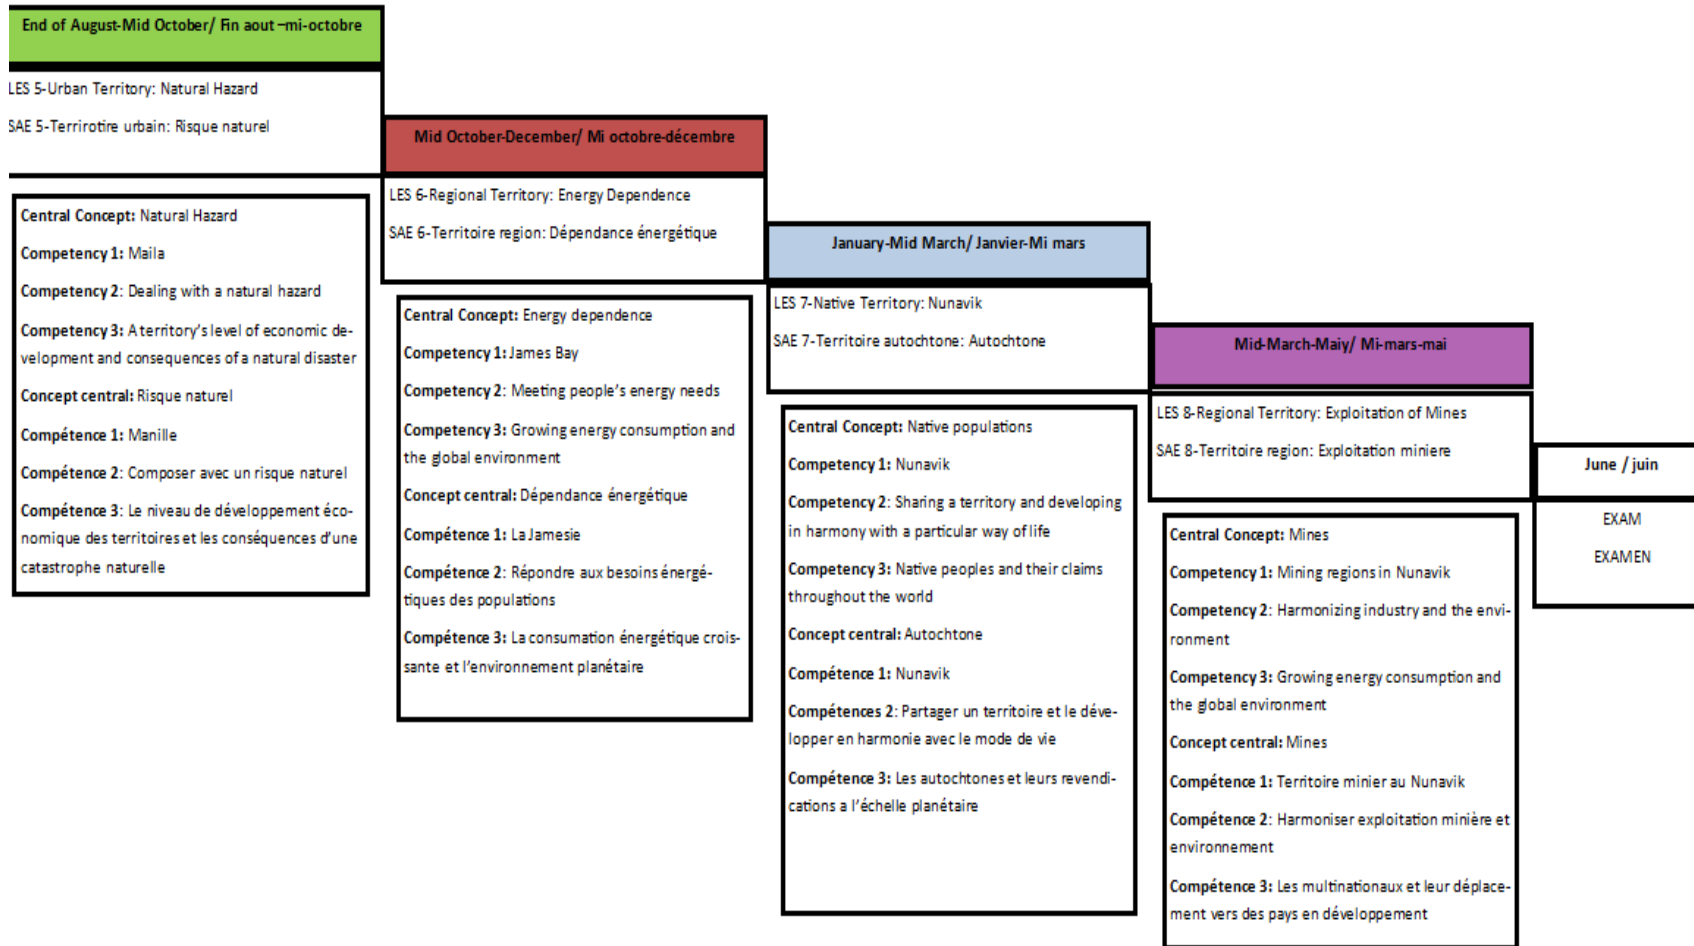 End of August-Mid October/ Fin aout –mi-octobre
LES 5-Urban Territory: Natural Hazard
SAE 5-Terrirotire urbain: Risque naturel
Central Concept: Natural Hazard
Competency 1: Maila
Competency 2: Dealing with a natural hazard
Competency 3: A territory's level of economic de-
velopment and consequences of a natural disaster
Concept central: Risque naturel
Compétence 1: Manille
Compétence 2: Composer avec un risque naturel
Compétence 3: Le niveau de développement éco-
nomique des territoires et les conséquences d'une
catastrophe naturelle
Mid October-December/ Mi octobre-décembre
LES 6-Regional Territory: Energy Dependence
SAE 6-Territoire region: Dépendance énergétique
Central Concept: Energy dependence
Competency 1: James Bay
Competency 2: Meeting people's energy needs
Competency 3: Growing energy consumption and
the global environment
Concept central: Dépendance énergétique
Compétence 1: La Jamesie
Compétence 2: Répondre aux besoins énergé-
tiques des populations
Compétence 3: La consumation énergétique crois-
sante et l'environnement planétaire
January-Mid March/ Janvier-Mi mars
LES 7-Native Territory: Nunavik
SAE 7-Territoire autochtone: Autochtone
Central Concept: Native populations
Competency 1: Nunavik
Competency 2: Sharing a territory and developing
in harmony with a particular way of life
Competency 3: Native peoples and their claims
throughout the world
Concept central: Autochtone
Compétence 1: Nunavik
Compétences 2: Partager un territoire et le déve-
lopper en harmonie avec le mode de vie
Compétence 3: Les autochtones et leurs revendi-
cations a l'échelle planétaire
Mid-March-Maiy/ Mi-mars-mai
LES 8-Regional Territory: Exploitation of Mines
SAE 8-Territoire region: Exploitation miniere
Central Concept: Mines
Competency 1: Mining regions in Nunavik
Competency 2: Harmonizing industry and the envi-
ronment
Competency 3: Growing energy consumption and
the global environment
Concept central: Mines
Compétence 1: Territoire minier au Nunavik
Compétence 2: Harmoniser exploitation minière et
environnement
Compétence 3: Les multinationaux et leur déplace-
ment vers des pays en développement
June / juin
EXAM
EXAMEN